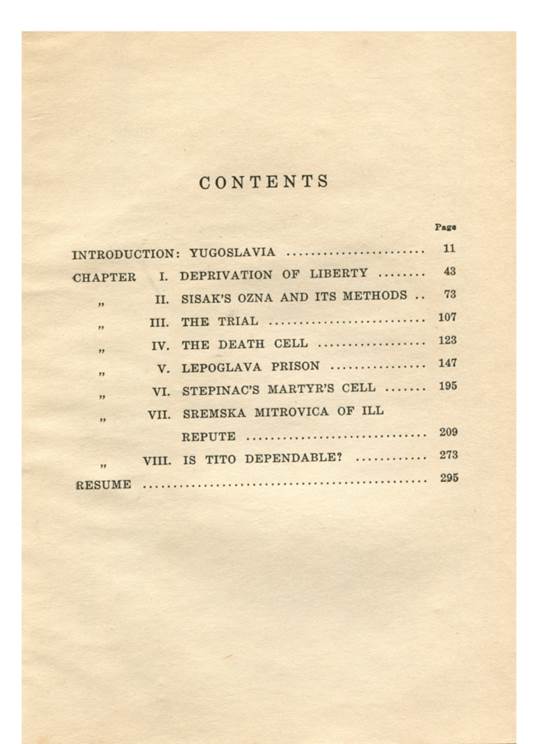 CONTENTS
Page
INTRODUCTION: YUGOSLAVIA ....................... 11
CHAPTER I. DEPRIVATION OF LIBERTY ........ 43
„ II. SISAK'S OZNA AND ITS METHODS .. 73
„ III. THE TRIAL .......................... 107
„ IV. THE DEATH CELL .................. 123
„ V. LEPOGLAVA PRISON ................ 147
„ VI. STEPINAC'S MARTYR'S CELL ....... 195
„ VII. SREMSKA MITROVICA OF ILL
REPUTE .............................. 209
„ VIII. IS TITO DEPENDABLE? ............ 273
RESUME ............................................... 295